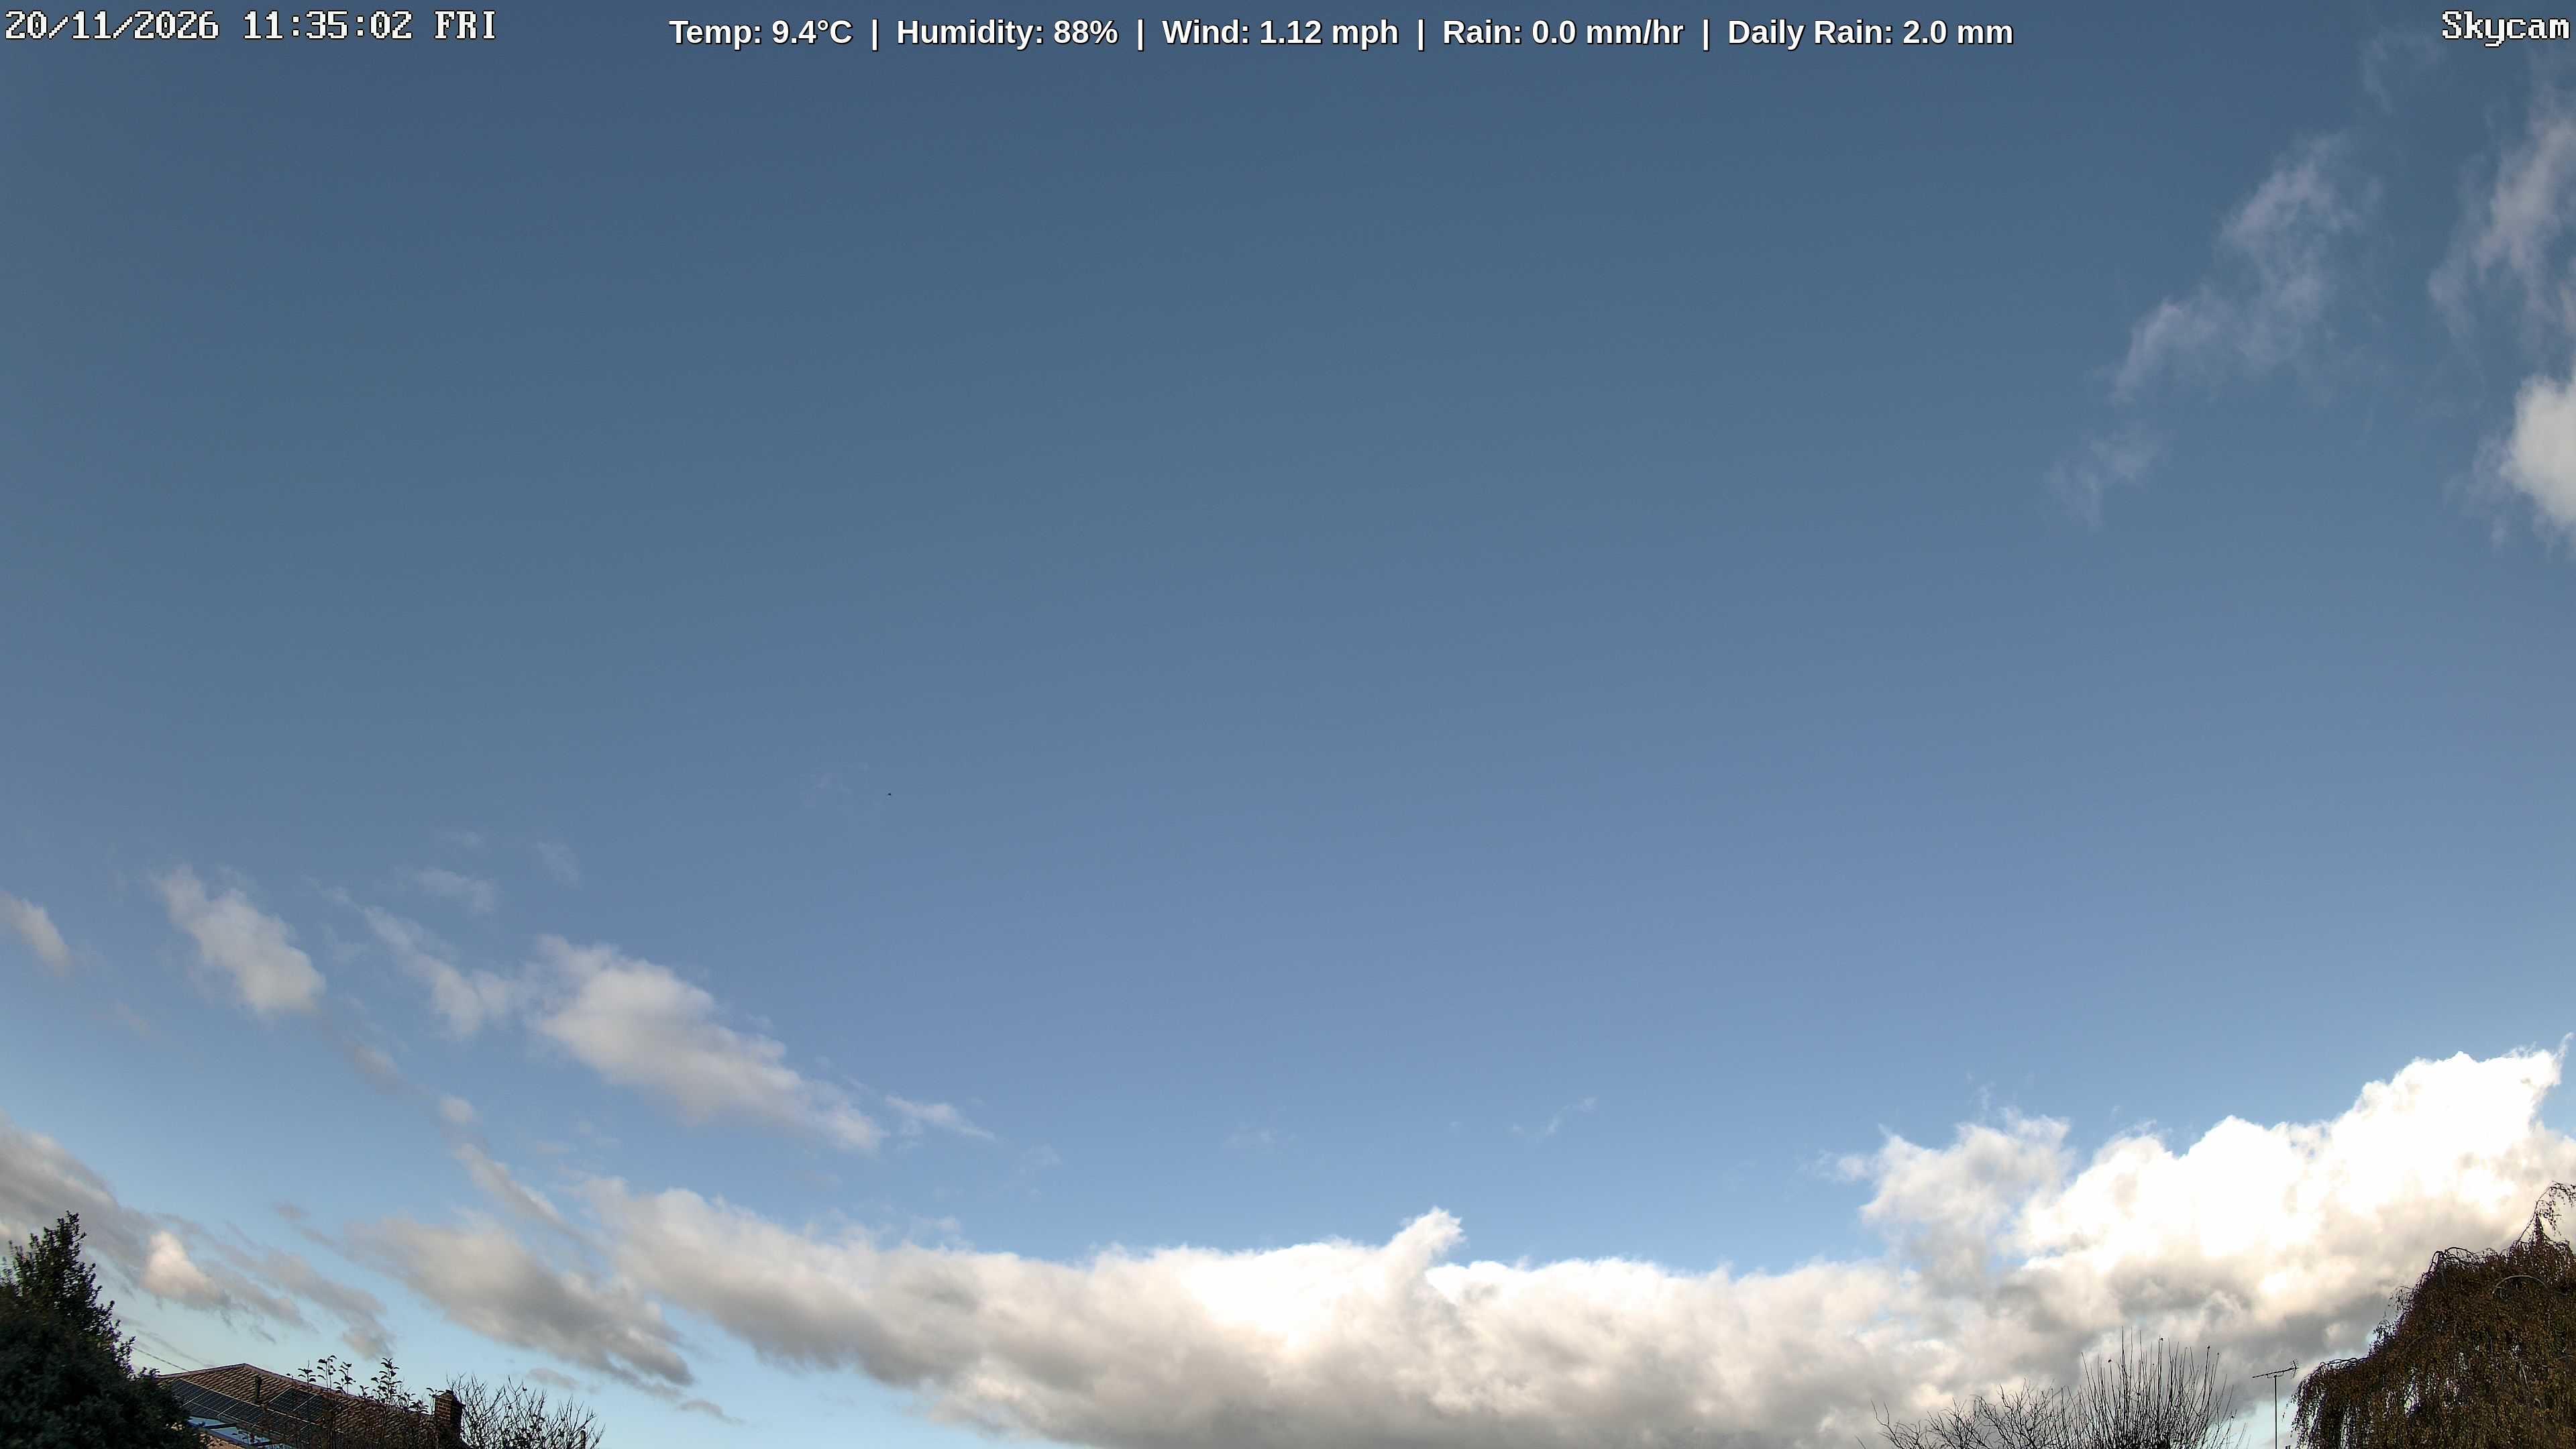 20/11/2026 11:35:02 FRI
Temp: 9.4°C | Humidity: 88% | Wind: 1.12 mph | Rain: 0.0 mm/hr | Daily Rain: 2.0 mm
Skycam